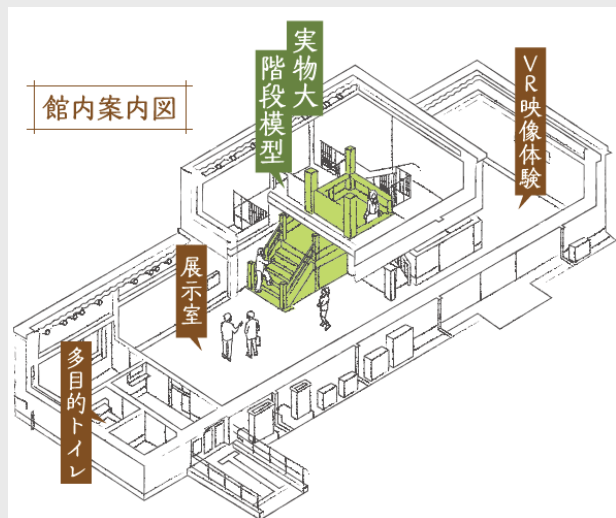 館内案内図
実物大
階段模型
VR映像体験
展示室
多目的トイレ